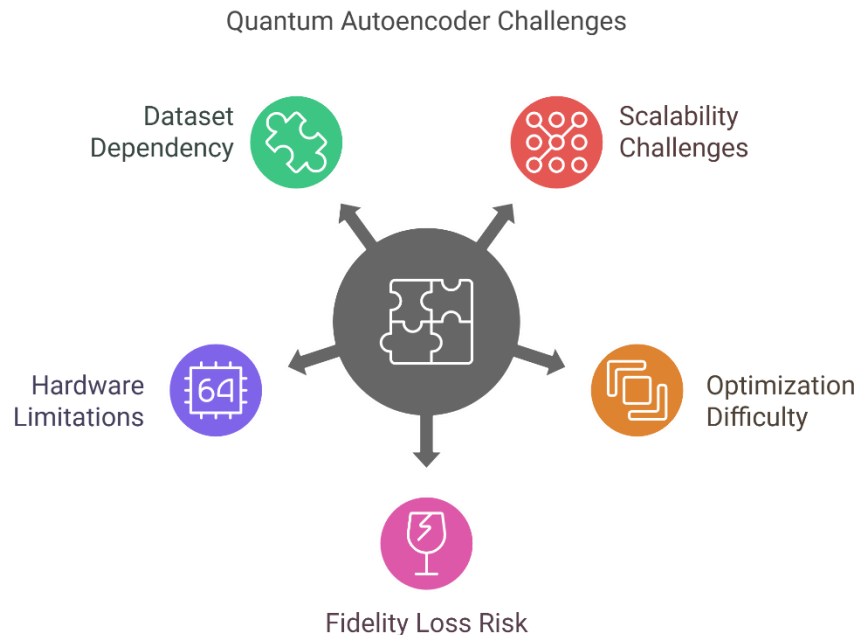 Quantum Autoencoder Challenges
Dataset
Dependency
Scalability
Challenges
Hardware
Limitations
64
Optimization
Difficulty
Fidelity Loss Risk